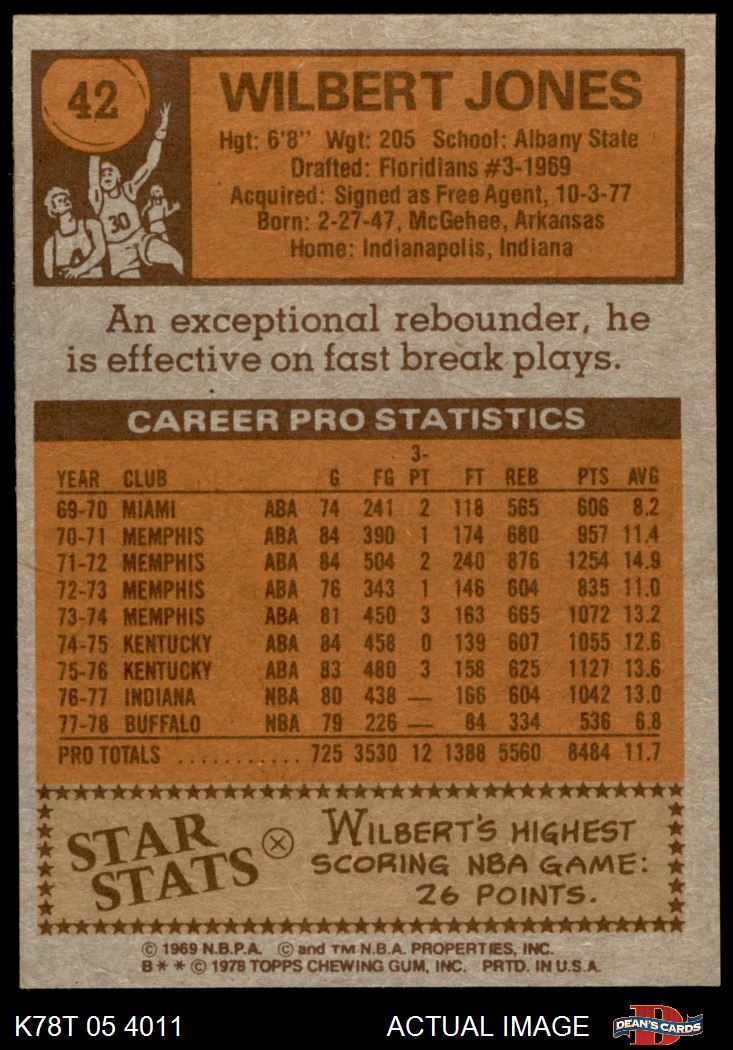 42
30
WILBERT JONES
Hgt: 6'8" Wgt: 205 School: Albany State
Drafted: Floridians #3-1969
Acquired: Signed as Free Agent, 10-3-77
Born: 2-27-47, McGehee, Arkansas
Home: Indianapolis, Indiana
An exceptional rebounder, he
is effective on fast break plays.
CAREER PRO STATISTICS
YEAR CLUB G FG 3-PT FT REB PTS AVG
69-70 MIAMI ABA 74 241 2 118 565 606 8.2
70-71 MEMPHIS ABA 84 390 1 174 680 957 11.4
71-72 MEMPHIS ABA 84 504 2 240 876 1254 14.9
72-73 MEMPHIS ABA 76 343 1 146 604 835 11.0
73-74 MEMPHIS ABA 81 450 3 163 665 1072 13.2
74-75 KENTUCKY ABA 84 458 0 139 607 1055 12.6
75-76 KENTUCKY ABA 83 480 3 158 625 1127 13.6
76-77 INDIANA NBA 80 438 — 166 604 1042 13.0
77-78 BUFFALO NBA 79 226 — 84 334 536 6.8
PRO TOTALS ........... 725 3530 12 1388 5560 8484 11.7
STAR
STATS
WILBERT'S HIGHEST
SCORING NBA GAME:
26 POINTS.
© 1969 N.B.P.A. © and TM N.B.A. PROPERTIES, INC.
B * * © 1978 TOPPS CHEWING GUM, INC. PRTD. IN U.S.A.
K78T 05 4011 ACTUAL IMAGE
D
DEAN'S CARDS